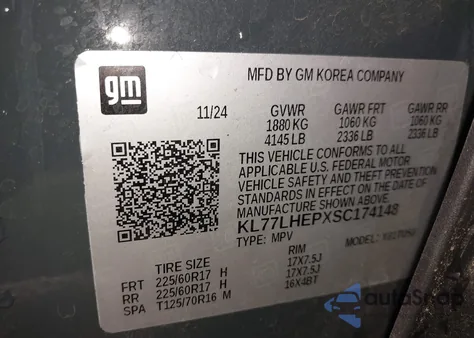 gm
MFD BY GM KOREA COMPANY
11/24 GVWR GAWR FRT GAWR RR
1880 KG 1060 KG 1060 KG
4145 LB 2336 LB 2336 LB
THIS VEHICLE CONFORMS TO ALL
APPLICABLE U.S. FEDERAL MOTOR
VEHICLE SAFETY AND THEFT PREVENTION
STANDARDS IN EFFECT ON THE DATE OF
MANUFACTURE SHOWN ABOVE.
KL77LHEPXSC174148
TYPE: MPV MODEL:
TIRE SIZE RIM
FRT 225/60R17 H 17X7.5J
RR 225/60R17 H 17X7.5J
SPA T125/70R16 M 16X4BT
autoSnap